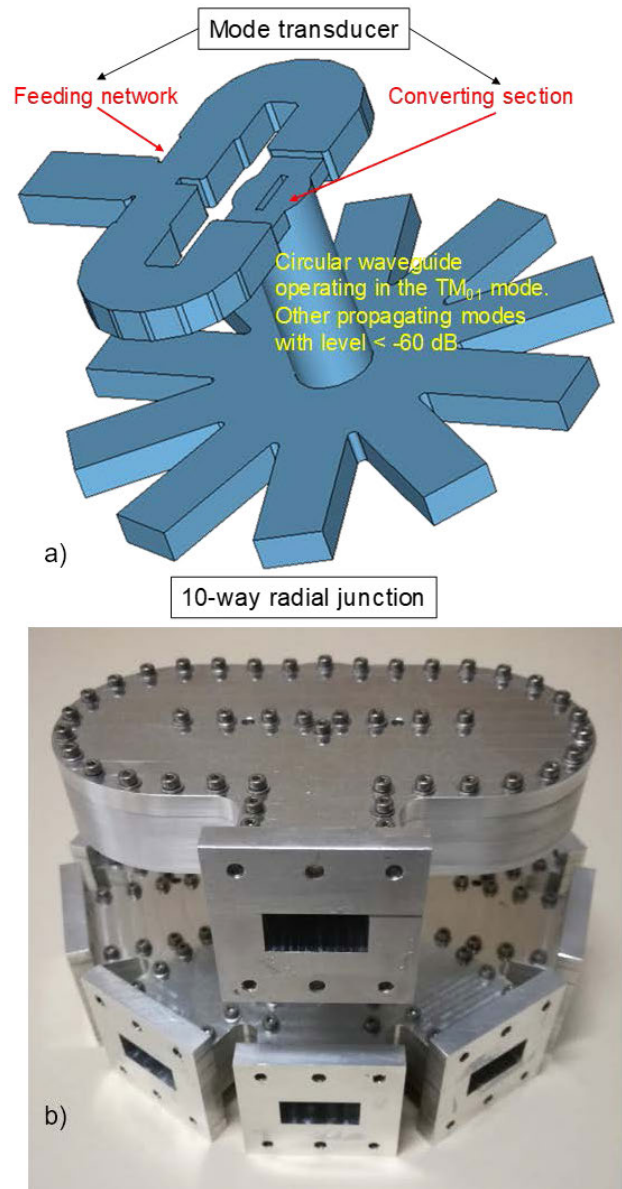 Mode transducer
Feeding network
Converting section
Circular waveguide
operating in the TM01 mode.
Other propagating modes
with level < -60 dB
a)
10-way radial junction
b)